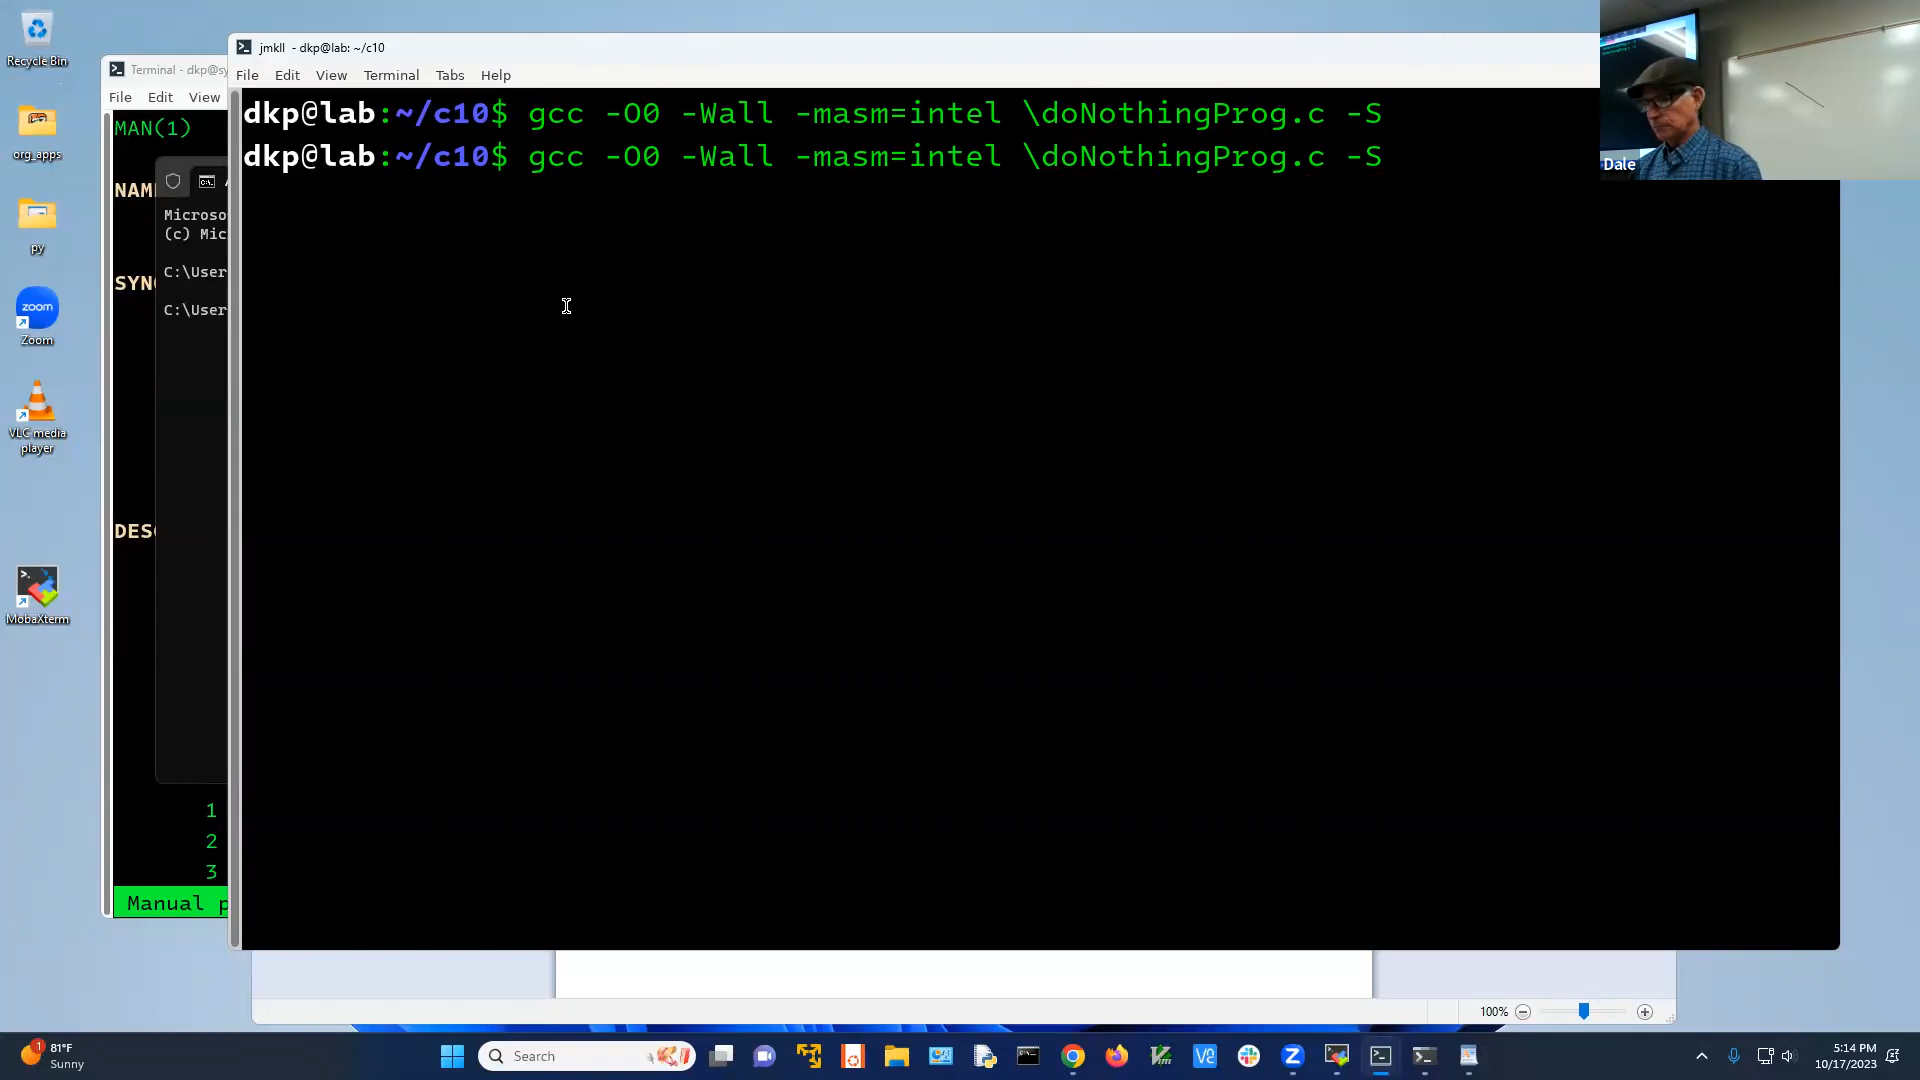 Recycle Bin
org_apps
py
zoom
Zoom
VLC media
player
MobaXterm
Terminal - dkp@sy
File Edit View
MAN(1)
Microso
(c) Mic
C:\User
C:\User
1
2
3
Manual p
jmkll - dkp@lab: ~/c10
File Edit View Terminal Tabs Help
dkp@lab:~/c10$ gcc -O0 -Wall -masm=intel \doNothingProg.c -S
dkp@lab:~/c10$ gcc -O0 -Wall -masm=intel \doNothingProg.c -S
Dale
100%
1
81°F
Sunny
Search
5:14 PM
10/17/2023